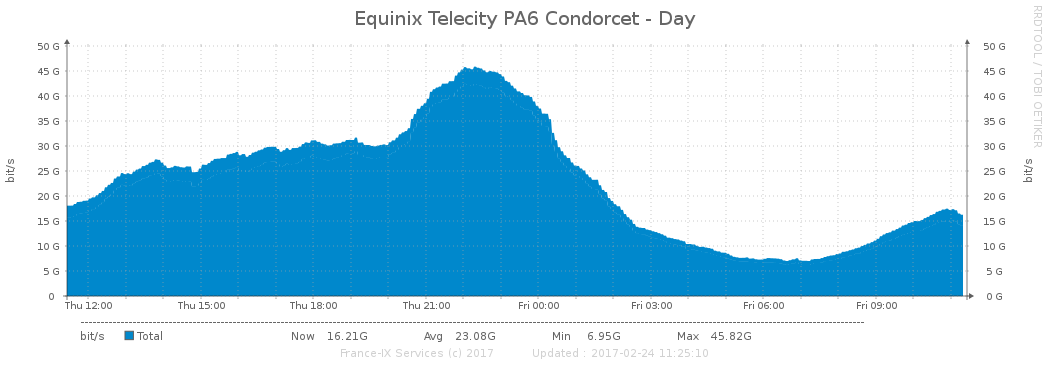 Equinix Telecity PA6 Condorcet - Day
RRDTOOL / TOBI OETIKER
bit/s
50 G
45 G
40 G
35 G
30 G
25 G
20 G
15 G
10 G
5 G
0
50 G
45 G
40 G
35 G
30 G
25 G
20 G
15 G
10 G
5 G
0 G
bit/s
Thu 12:00 Thu 15:00 Thu 18:00 Thu 21:00 Fri 00:00 Fri 03:00 Fri 06:00 Fri 09:00
bit/s Total Now 16.21G Avg 23.08G Min 6.95G Max 45.82G
France-IX Services (c) 2017 Updated : 2017-02-24 11:25:10